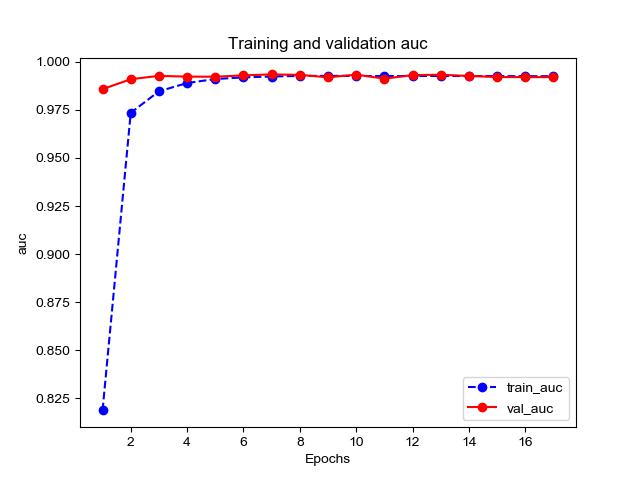 Training and validation auc
1.000
0.975
0.950
0.925
0.900
0.875
0.850
0.825
auc
2 4 6 8 10 12 14 16
Epochs
train_auc
val_auc